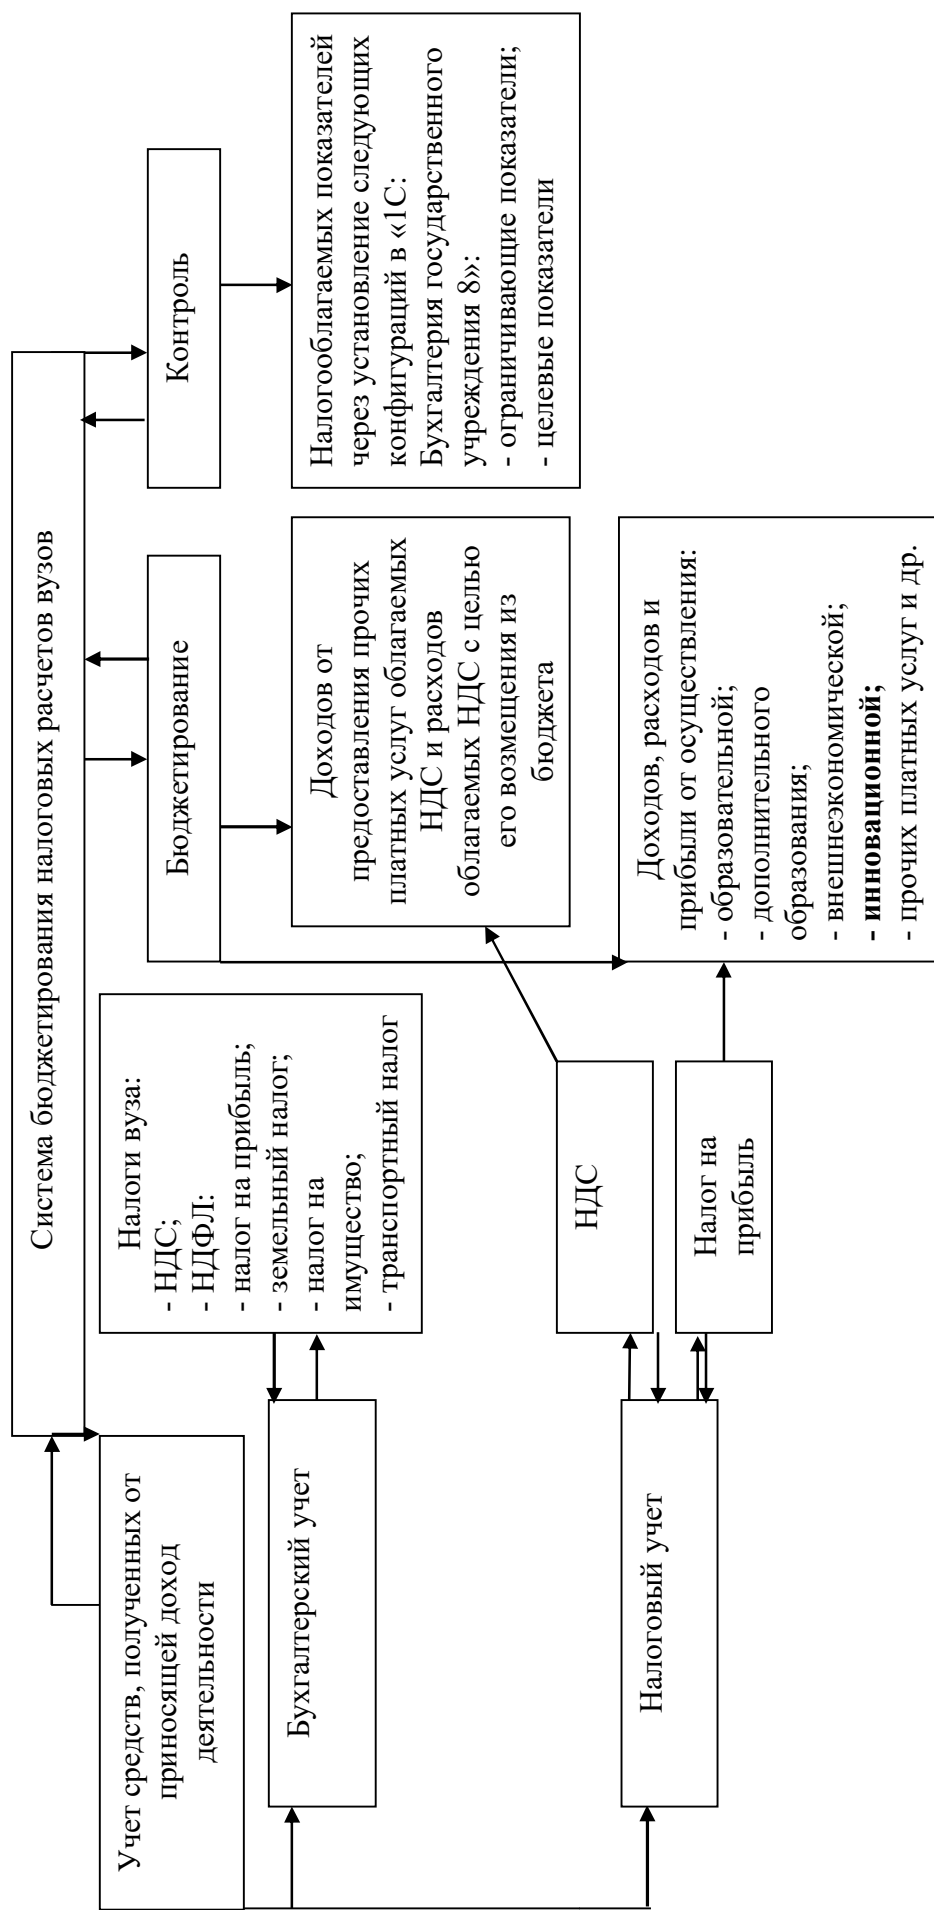 Система бюджетирования налоговых расчетов вузов
Учет средств, полученных от
приносящей доход
деятельности
Бухгалтерский учет
Налоговый учет
Налоги вуза:
- НДС;
- НДФЛ:
- налог на прибыль;
- земельный налог;
- налог на
имущество;
- транспортный налог
НДС
Налог на
прибыль
Бюджетирование
Доходов от
предоставления прочих
платных услуг облагаемых
НДС и расходов
облагаемых НДС с целью
его возмещения из
бюджета
Доходов, расходов и
прибыли от осуществления:
- образовательной;
- дополнительного
образования;
- внешнеэкономической;
- инновационной;
- прочих платных услуг и др.
Контроль
Налогооблагаемых показателей
через установление следующих
конфигураций в «1С:
Бухгалтерия государственного
учреждения 8»:
- ограничивающие показатели;
- целевые показатели